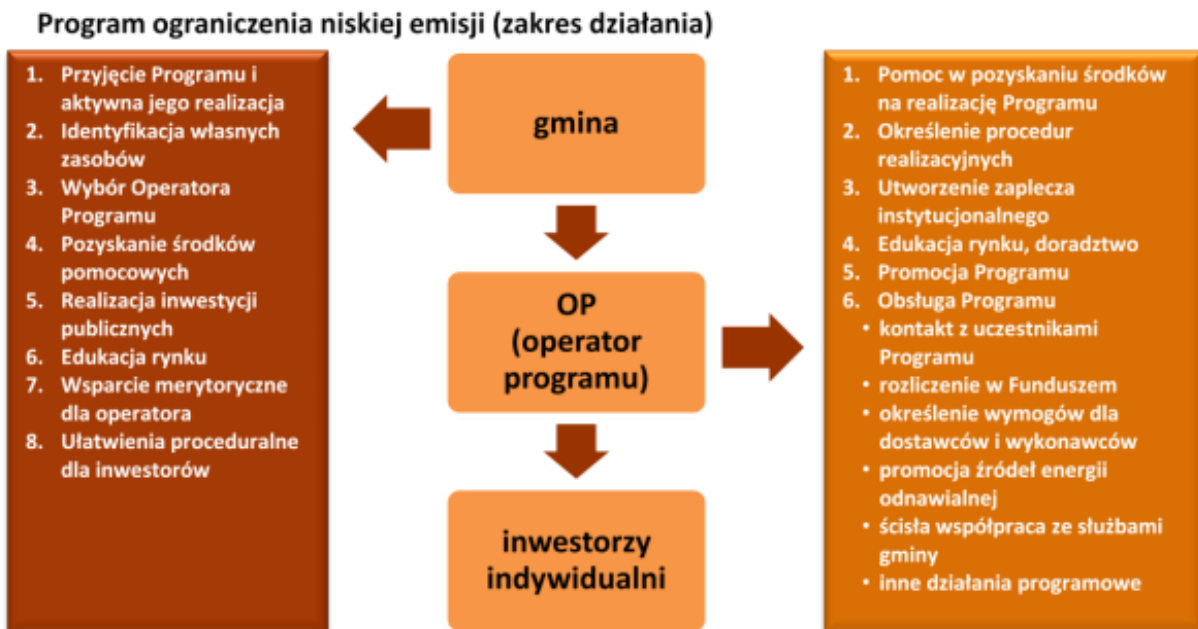 Program ograniczenia niskiej emisji (zakres działania)
1. Przyjęcie Programu i
aktywna jego realizacja
2. Identyfikacja własnych
zasobów
3. Wybór Operatora
Programu
4. Pozyskanie środków
pomocowych
5. Realizacja inwestycji
publicznych
6. Edukacja rynku
7. Wsparcie merytoryczne
dla operatora
8. Ułatwienia proceduralne
dla inwestorów
gmina
OP
(operator
programu)
inwestorzy
indywidualni
1. Pomoc w pozyskaniu środków
na realizację Programu
2. Określenie procedur
realizacyjnych
3. Utworzenie zaplecza
instytucjonalnego
4. Edukacja rynku, doradztwo
5. Promocja Programu
6. Obsługa Programu
• kontakt z uczestnikami
Programu
• rozliczenie w Funduszem
• określenie wymogów dla
dostawców i wykonawców
• promocja źródeł energii
odnawialnej
• ścisła współpraca ze służbami
gminy
• inne działania programowe